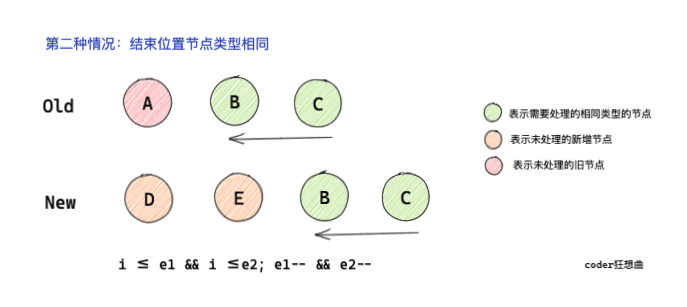 第二种情况：结束位置节点类型相同
Old A B C
表示需要处理的相同类型的节点
表示未处理的新增节点
表示未处理的旧节点
New D E B C
i ≤ e1 && i ≤e2; e1-- && e2--
coder狂想曲